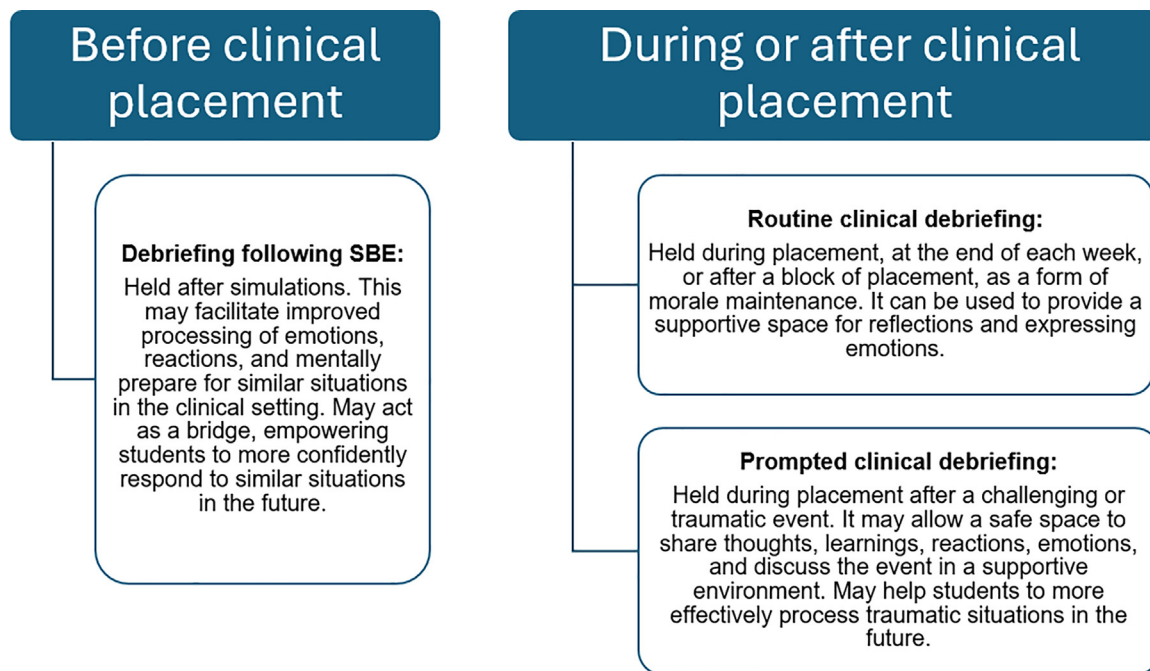 Before clinical
placement
Debriefing following SBE:
Held after simulations. This
may facilitate improved
processing of emotions,
reactions, and mentally
prepare for similar situations
in the clinical setting. May act
as a bridge, empowering
students to more confidently
respond to similar situations
in the future.
During or after clinical
placement
Routine clinical debriefing:
Held during placement, at the end of each week,
or after a block of placement, as a form of
morale maintenance. It can be used to provide a
supportive space for reflections and expressing
emotions.
Prompted clinical debriefing:
Held during placement after a challenging or
traumatic event. It may allow a safe space to
share thoughts, learnings, reactions, emotions,
and discuss the event in a supportive
environment. May help students to more
effectively process traumatic situations in the
future.